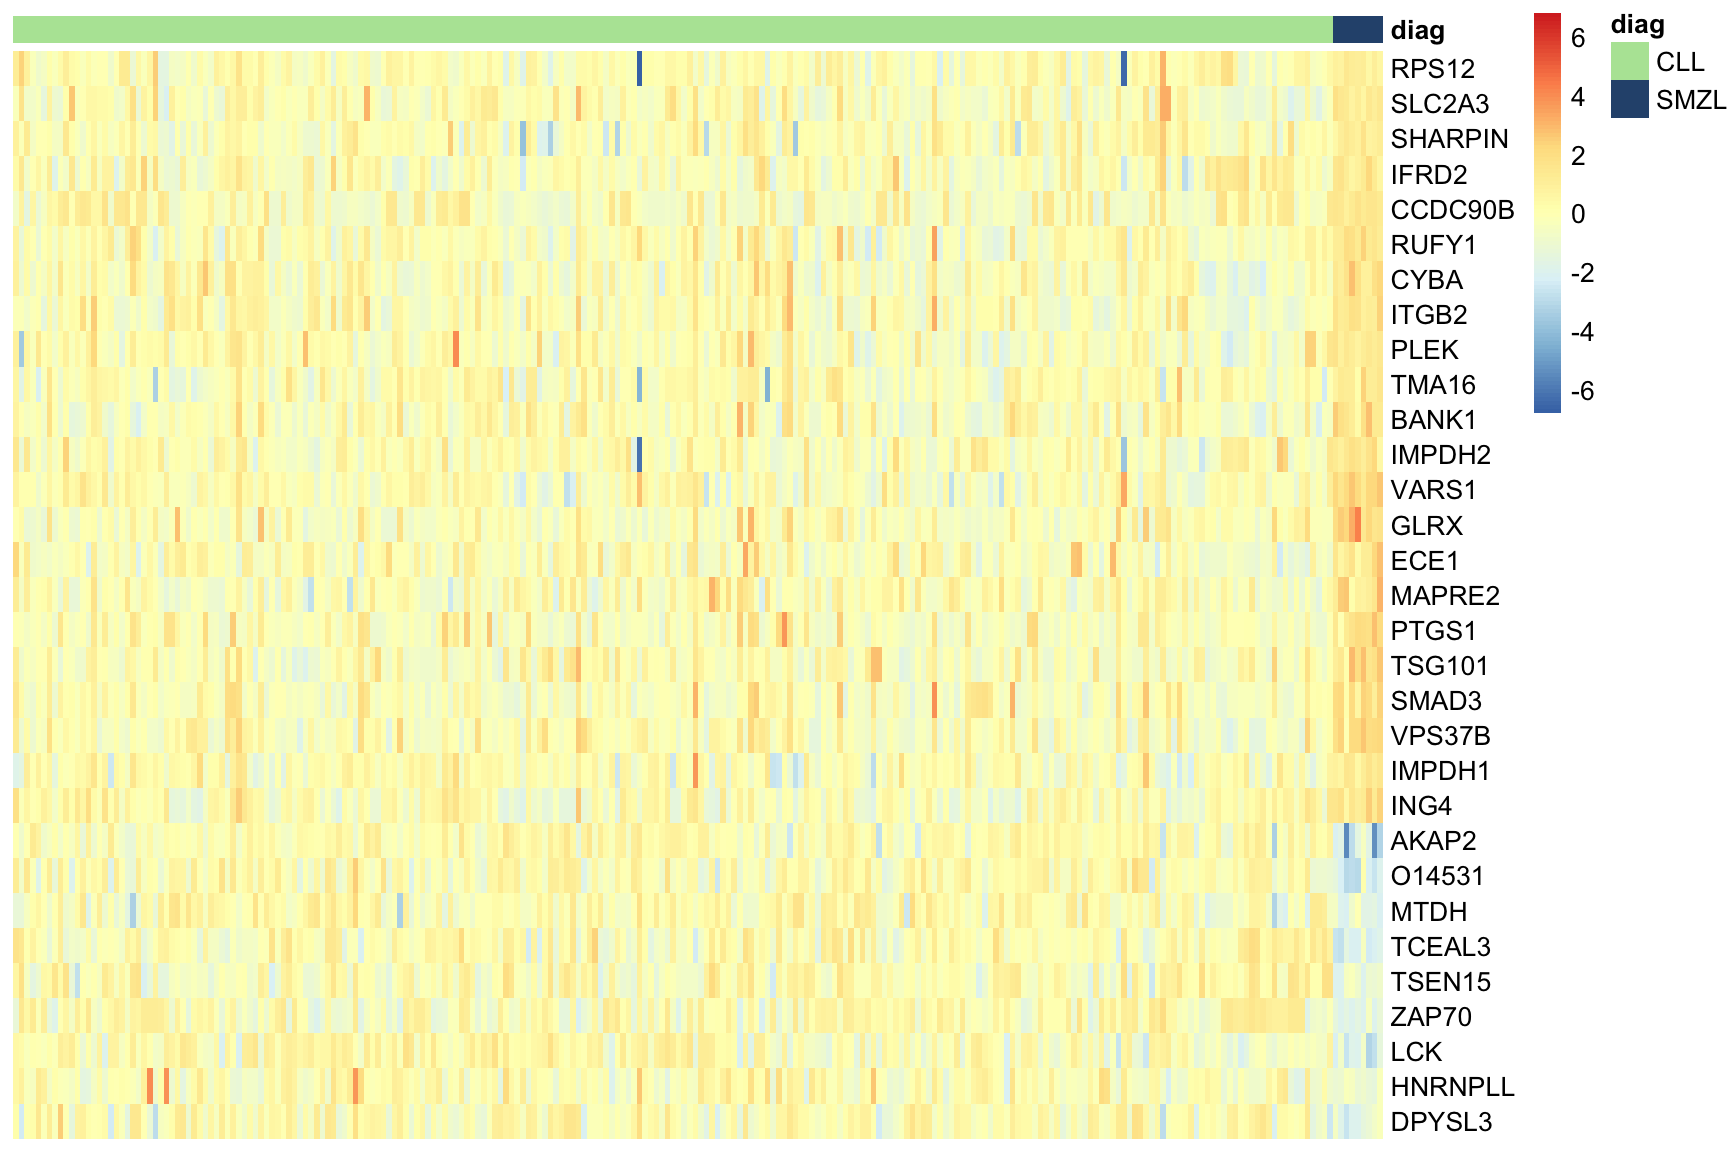 diag
RPS12
SLC2A3
SHARPIN
IFRD2
CCDC90B
RUFY1
CYBA
ITGB2
PLEK
TMA16
BANK1
IMPDH2
VARS1
GLRX
ECE1
MAPRE2
PTGS1
TSG101
SMAD3
VPS37B
IMPDH1
ING4
AKAP2
O14531
MTDH
TCEAL3
TSEN15
ZAP70
LCK
HNRNPLL
DPYSL3
6
4
2
0
-2
-4
-6
diag
CLL
SMZL